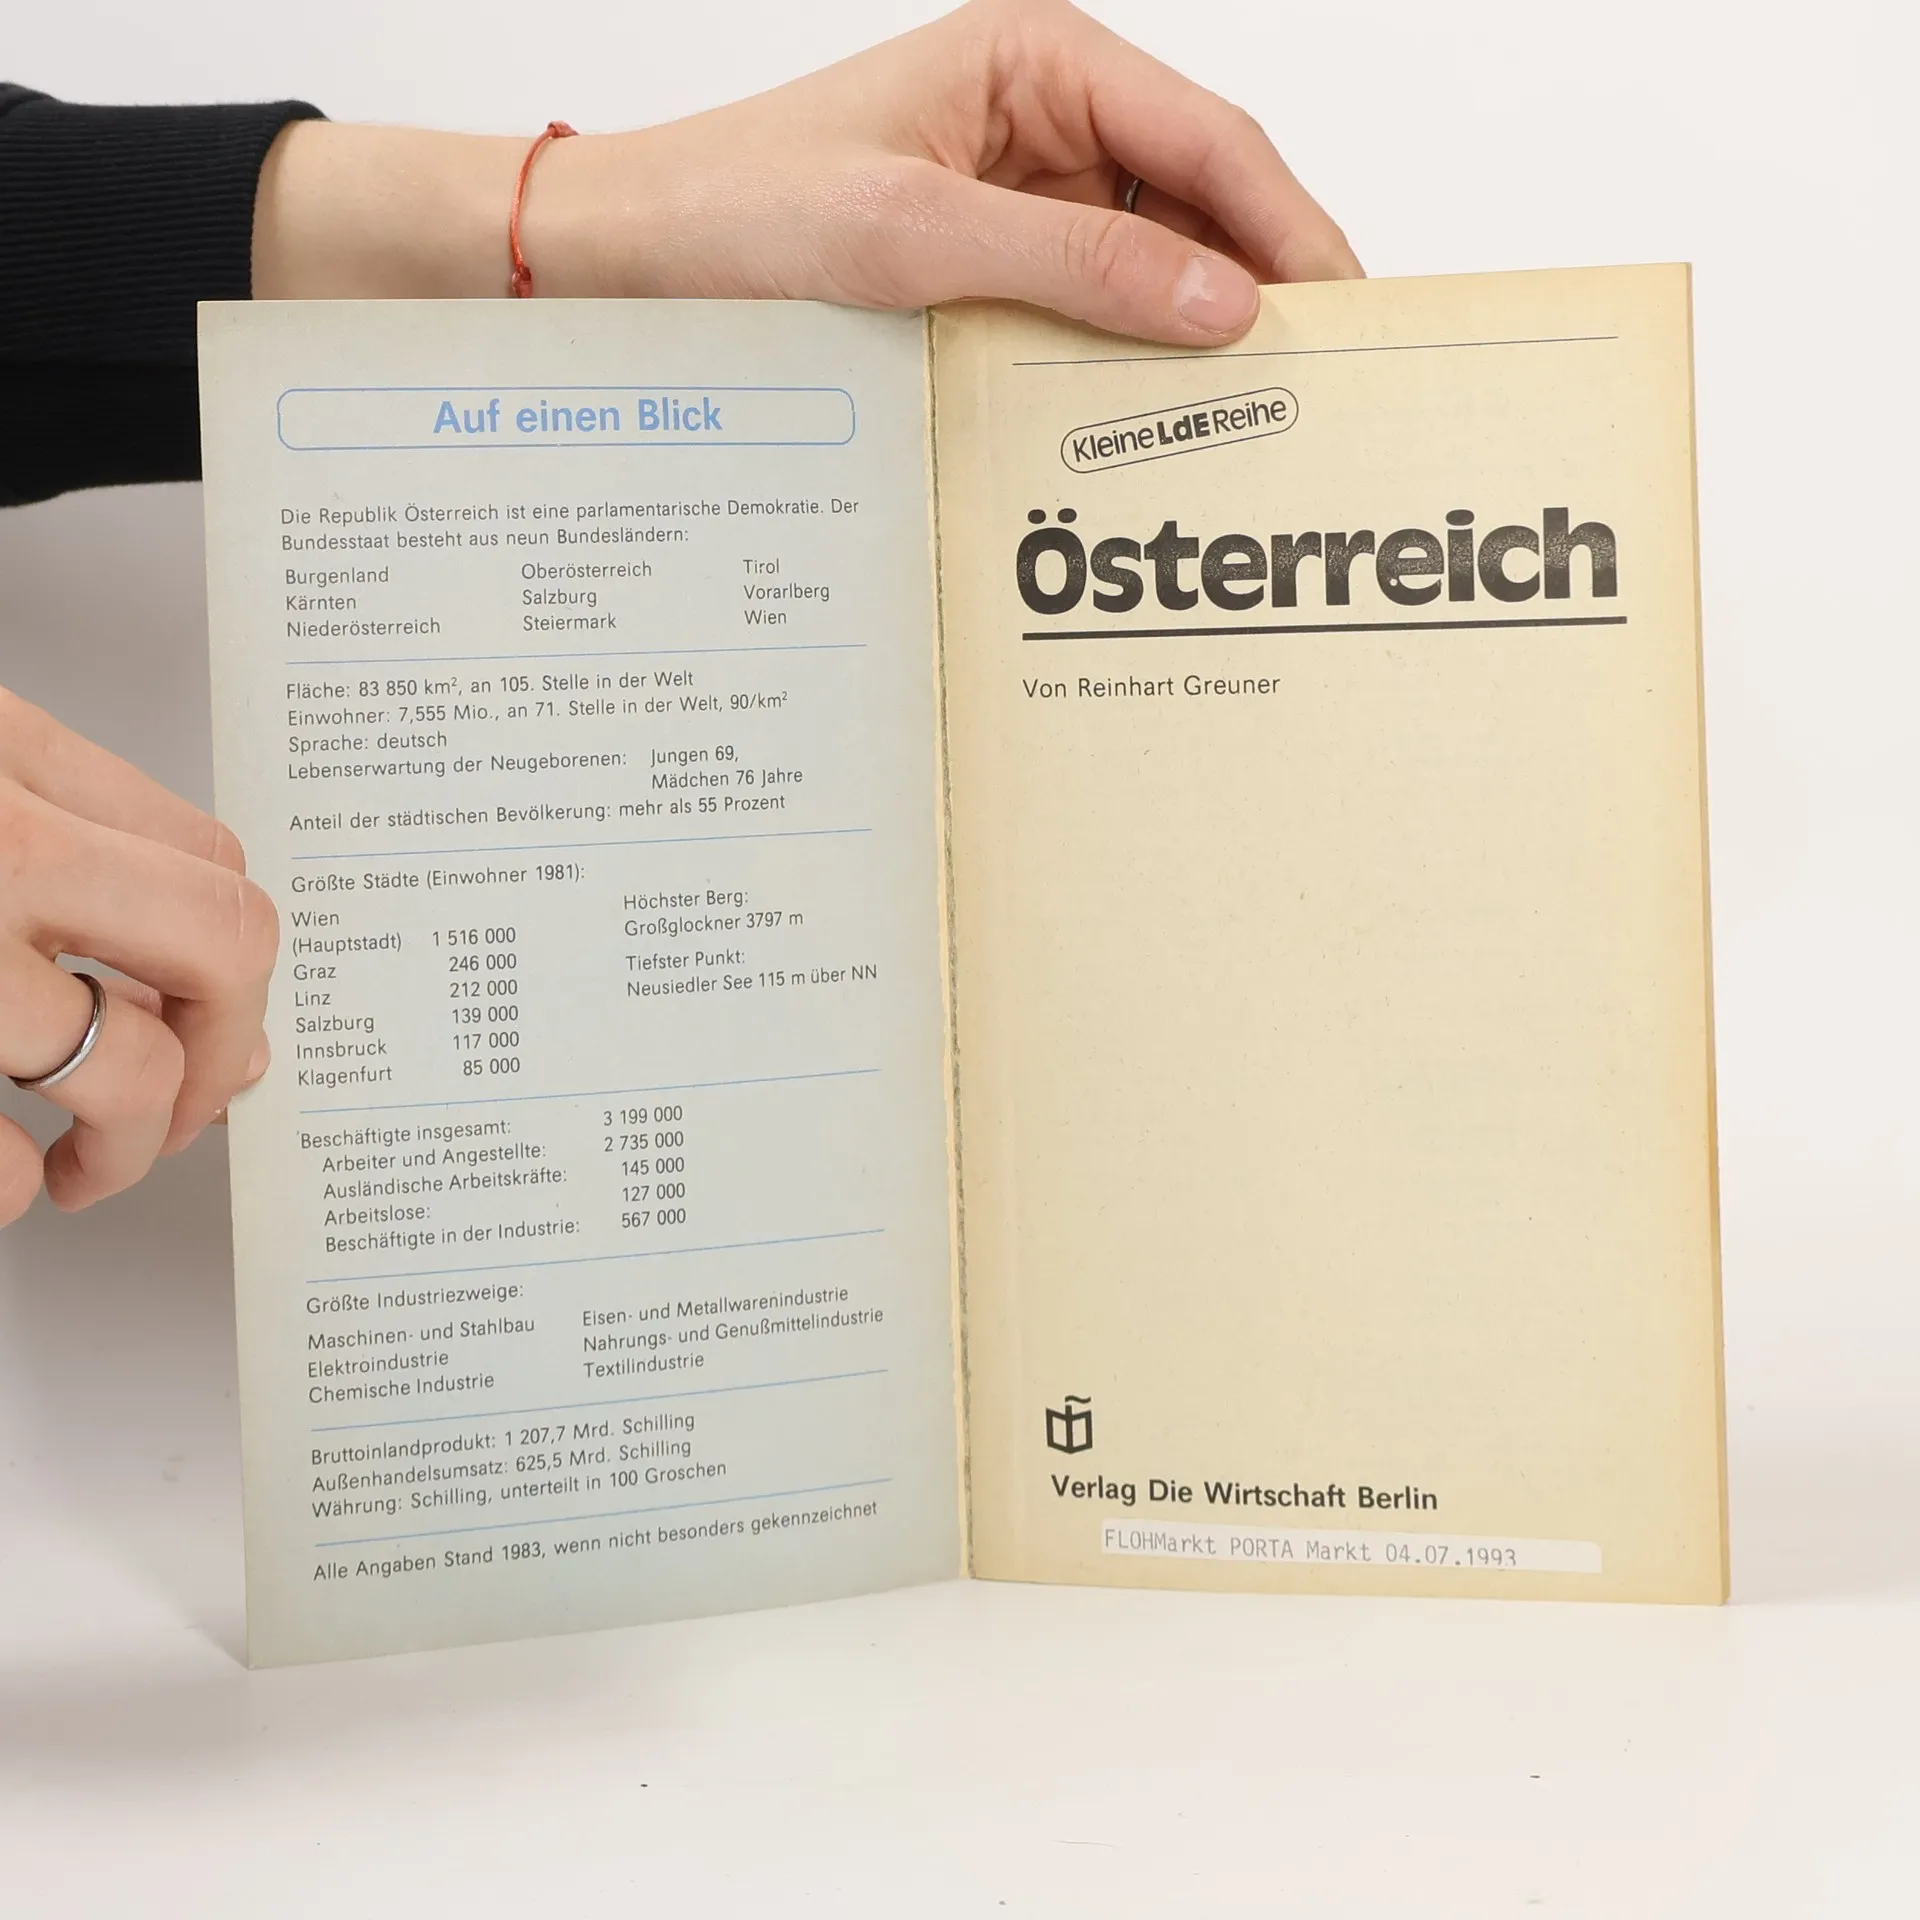 Auf einen Blick
Die Republik Österreich ist eine parlamentarische Demokratie. Der
Bundesstaat besteht aus neun Bundesländern:
Burgenland Oberösterreich Tirol
Kärnten Salzburg Vorarlberg
Niederösterreich Steiermark Wien
Fläche: 83 850 km², an 105. Stelle in der Welt
Einwohner: 7,555 Mio., an 71. Stelle in der Welt, 90/km²
Sprache: deutsch
Lebenserwartung der Neugeborenen: Jungen 69,
Mädchen 76 Jahre
Anteil der städtischen Bevölkerung: mehr als 55 Prozent
Größte Städte (Einwohner 1981):
Wien
(Hauptstadt) 1 516 000
Graz 246 000
Linz 212 000
Salzburg 139 000
Innsbruck 117 000
Klagenfurt 85 000
Höchster Berg:
Großglockner 3797 m
Tiefster Punkt:
Neusiedler See 115 m über NN
Beschäftigte insgesamt: 3 199 000
Arbeiter und Angestellte: 2 735 000
Ausländische Arbeitskräfte: 145 000
Arbeitslose: 127 000
Beschäftigte in der Industrie: 567 000
Größte Industriezweige:
Maschinen- und Stahlbau Eisen- und Metallwarenindustrie
Elektroindustrie Nahrungs- und Genußmittelindustrie
Chemische Industrie Textilindustrie
Bruttoinlandprodukt: 1 207,7 Mrd. Schilling
Außenhandelsumsatz: 625,5 Mrd. Schilling
Währung: Schilling, unterteilt in 100 Groschen
Alle Angaben Stand 1983, wenn nicht besonders gekennzeichnet
Kleine LdE Reihe
Österreich
Von Reinhart Greuner
Verlag Die Wirtschaft Berlin
FLOHMarkt PORTA Markt 04.07.1993